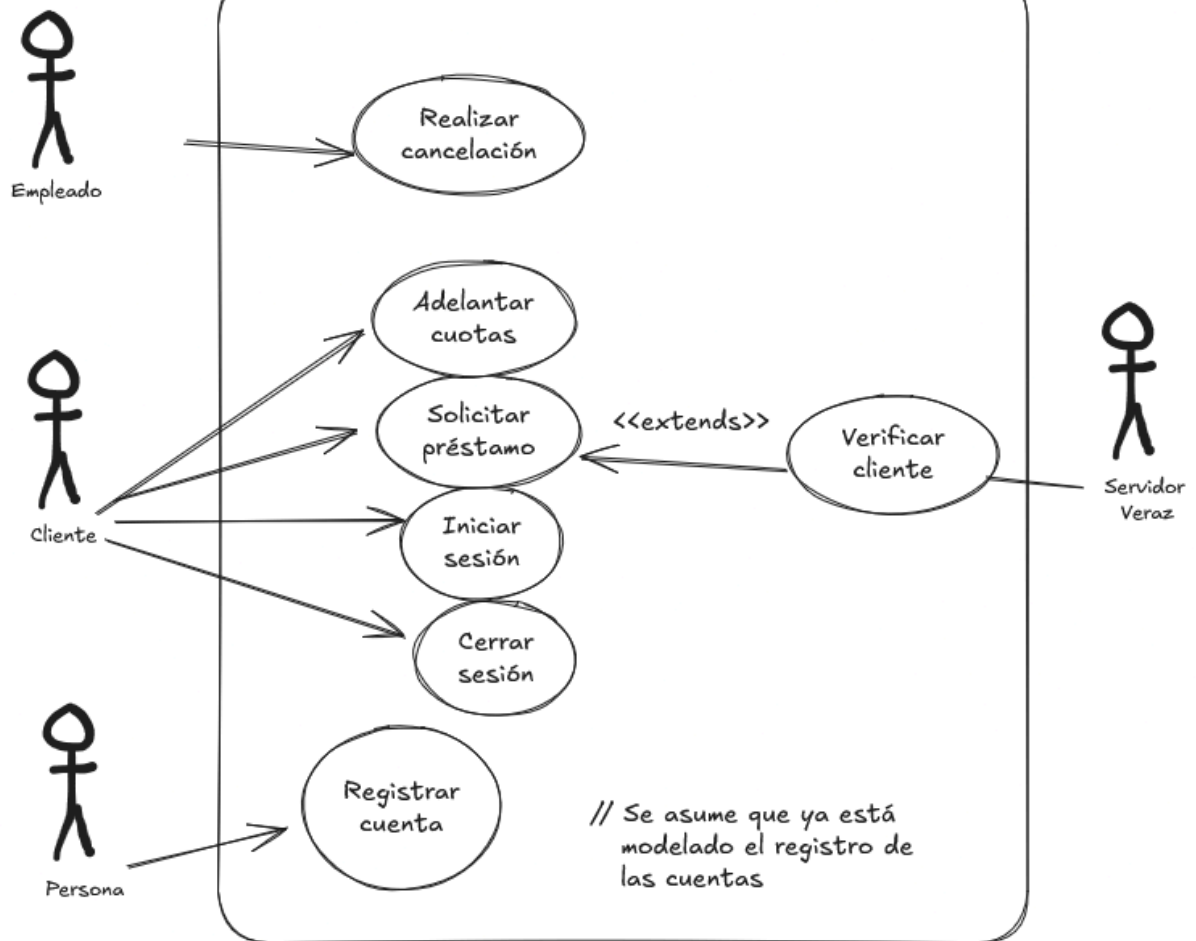 Realizar
cancelación
Empleado
Adelantar
cuotas
Solicitar
préstamo
<<extends>>
Verificar
cliente
Servidor
Veraz
Cliente
Iniciar
sesión
Cerrar
sesión
Registrar
cuenta
// Se asume que ya está
modelado el registro de
las cuentas
Persona